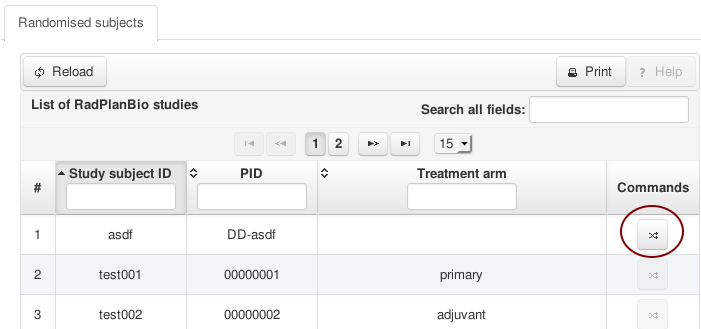 Randomised subjects
Reload Print ? Help
List of RadPlanBio studies
Search all fields:
1 2 15
# Study subject ID PID Treatment arm Commands
1 asdf DD-asdf
2 test001 00000001 primary
3 test002 00000002 adjuvant